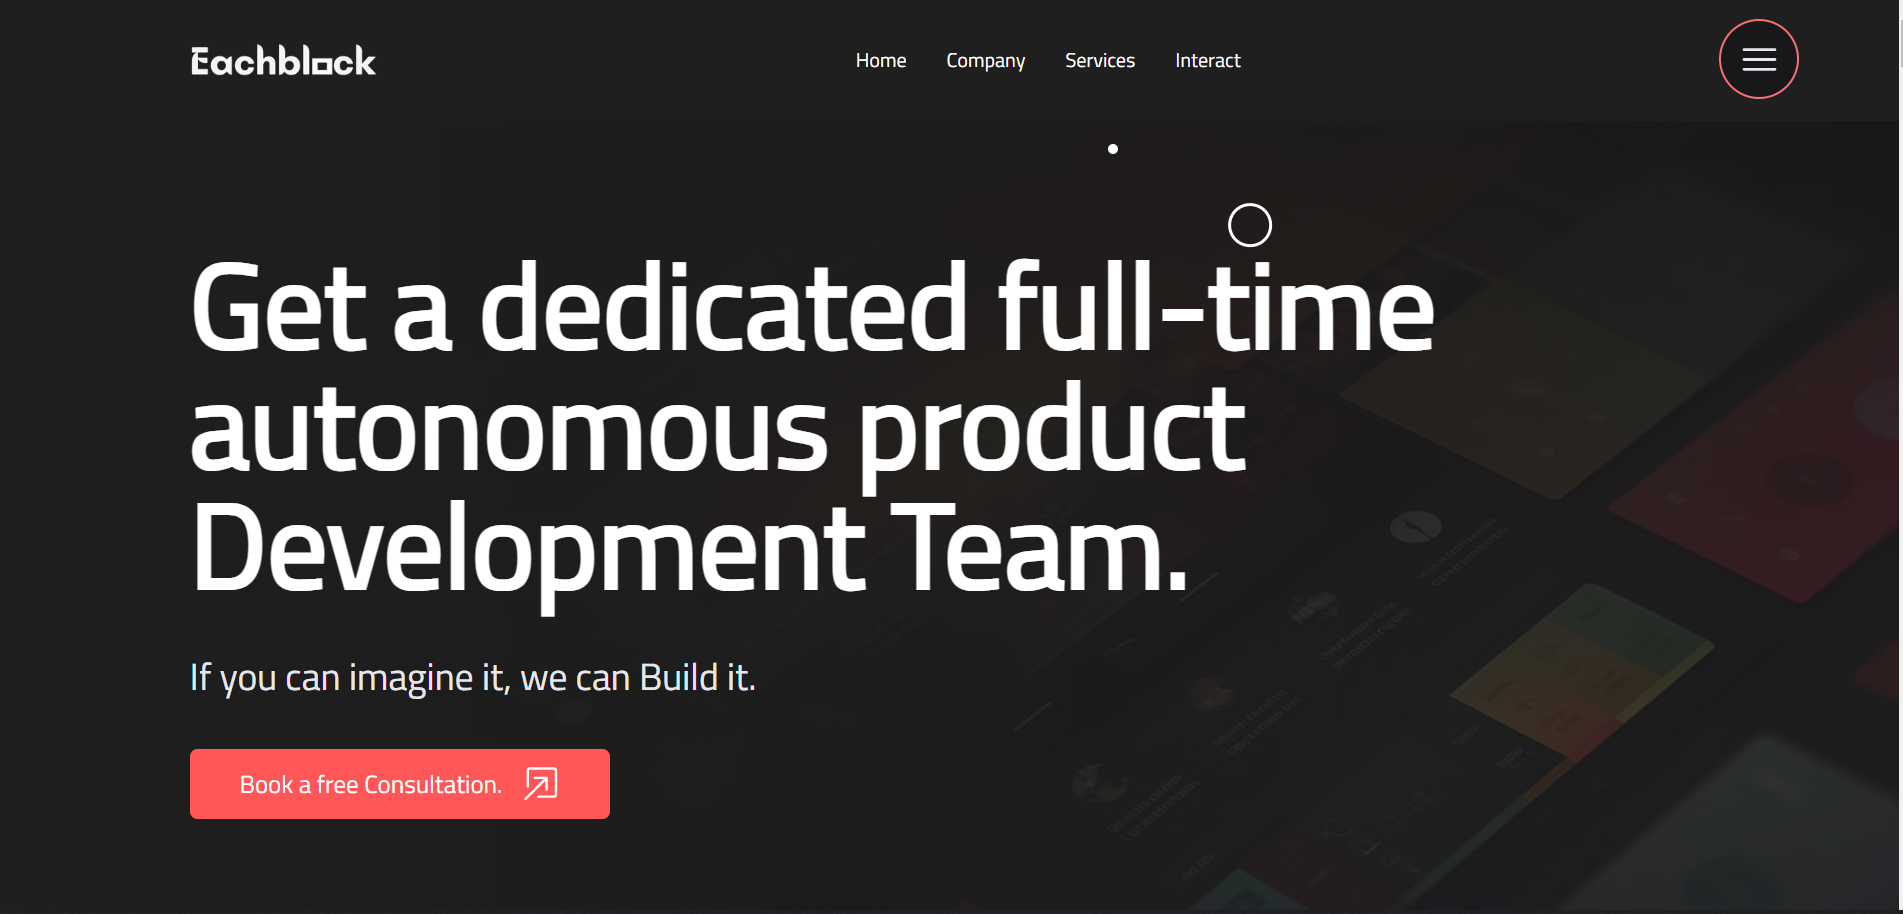 Eachblock
Home
Company
Services
Interact
Get a dedicated full-time
autonomous product
Development Team.
If you can imagine it, we can Build it.
Book a free Consultation.